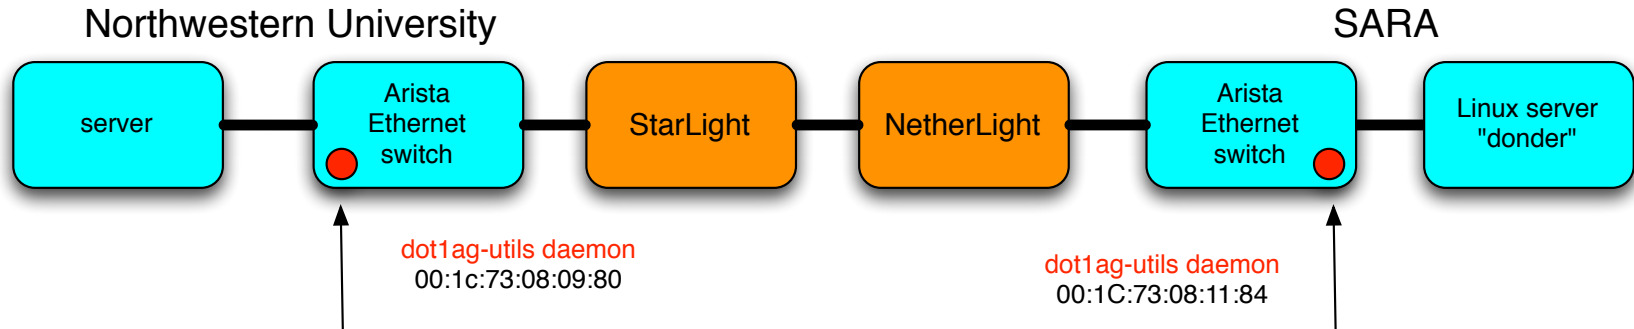 Northwestern University
SARA
server
Arista
Ethernet
switch
StarLight
NetherLight
Arista
Ethernet
switch
Linux server
"donder"
dot1ag-utils daemon
00:1c:73:08:09:80
dot1ag-utils daemon
00:1C:73:08:11:84